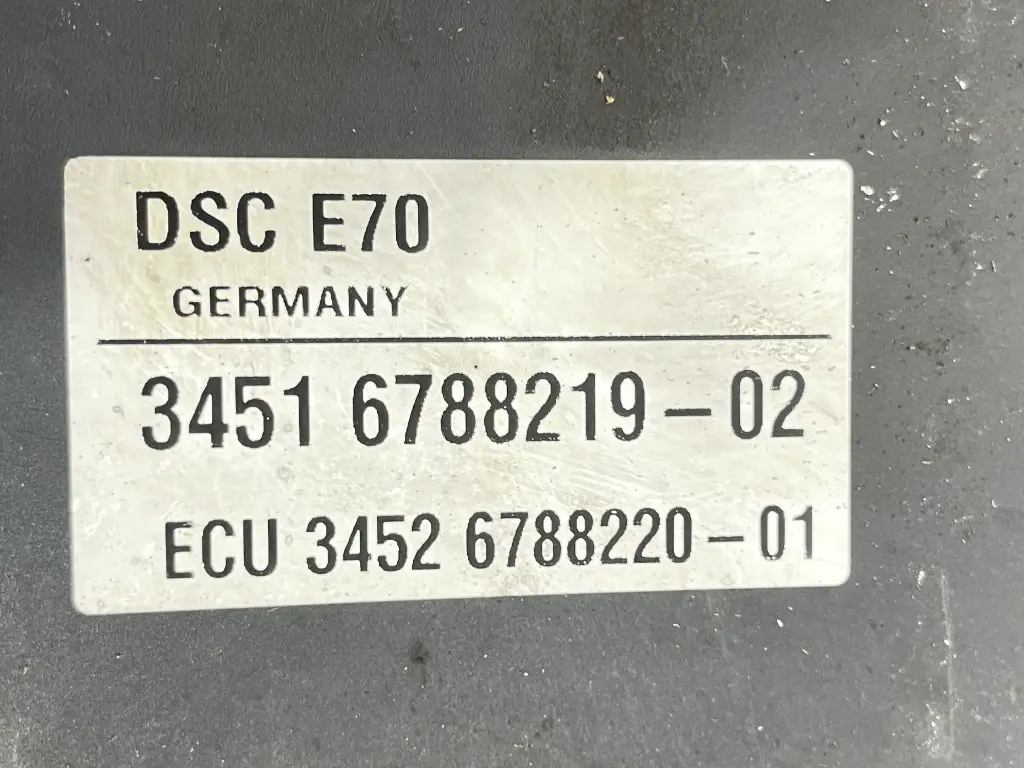 DSC E70
GERMANY
3451 6788219-02
ECU 3452 6788220-01